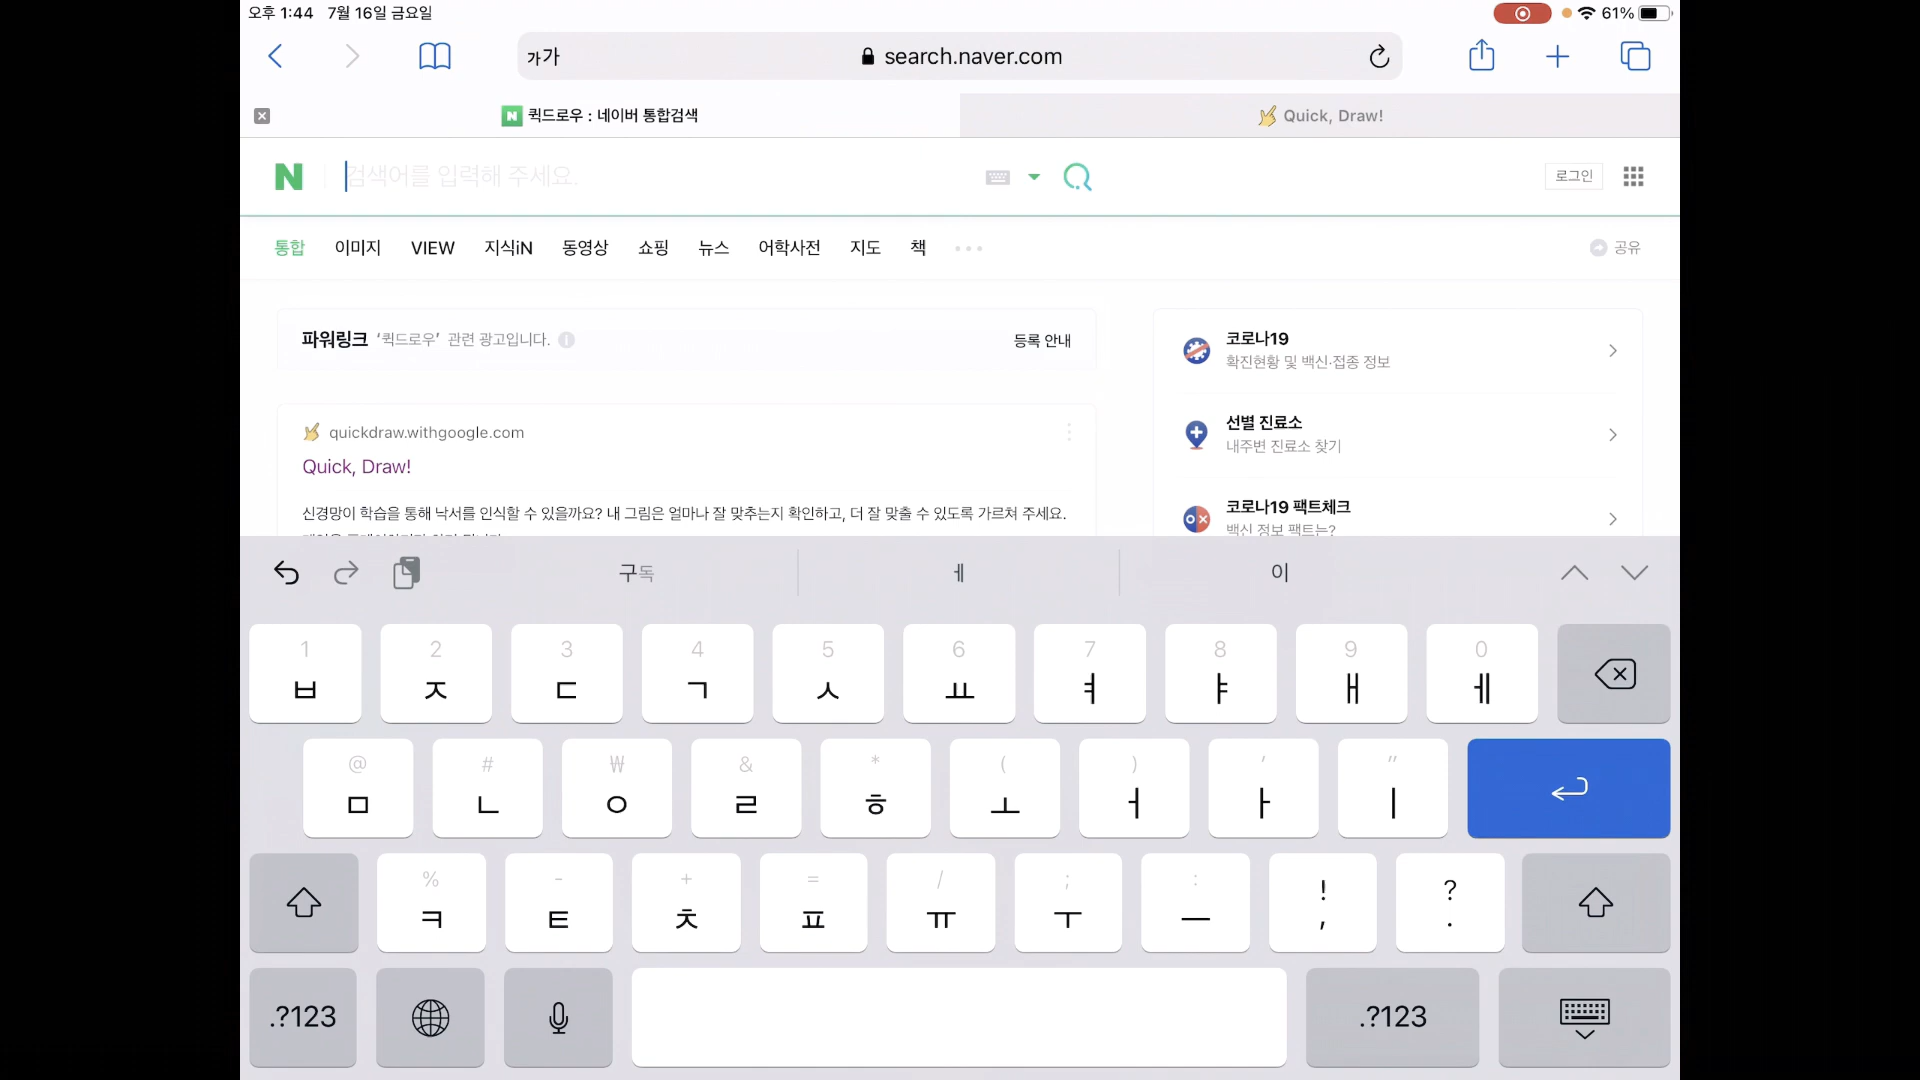 오후 1:44 7월 16일 금요일 61%
가가 search.naver.com
N 퀵드로우 : 네이버 통합검색 Quick, Draw!
N 검색어를 입력해 주세요. 로그인
통합 이미지 VIEW 지식iN 동영상 쇼핑 뉴스 어학사전 지도 책 공유
파워링크 ‘퀵드로우’ 관련 광고입니다. 등록 안내
코로나19
확진현황 및 백신·접종 정보
quickdraw.withgoogle.com
Quick, Draw!
신경망이 학습을 통해 낙서를 인식할 수 있을까요? 내 그림은 얼마나 잘 맞추는지 확인하고, 더 잘 맞출 수 있도록 가르쳐 주세요.
선별 진료소
내주변 진료소 찾기
코로나19 팩트체크
백신 정보 팩트는?
구독 ㅔ 이
1 2 3 4 5 6 7 8 9 0
ㅂ ㅈ ㄷ ㄱ ㅅ ㅛ ㅕ ㅑ ㅐ ㅔ
@ # ₩ & * ( ) ' "
ㅁ ㄴ ㅇ ㄹ ㅎ ㅗ ㅓ ㅏ ㅣ
% - + = / ; : ! ?
ㅋ ㅌ ㅊ ㅍ ㅠ ㅜ ㅡ , .
.?123 .?123